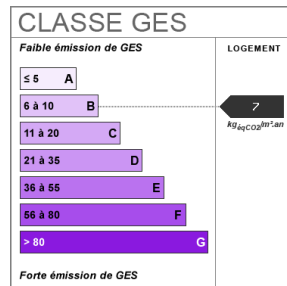 CLASSE GES
Faible émission de GES
LOGEMENT
≤ 5 A
6 à 10 B
7
kgéqCO2/m².an
11 à 20 C
21 à 35 D
36 à 55 E
56 à 80 F
> 80 G
Forte émission de GES